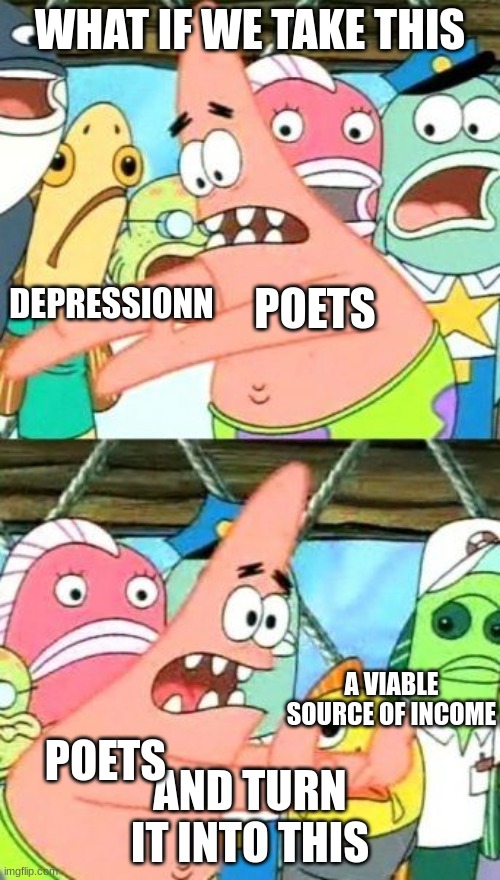 WHAT IF WE TAKE THIS
DEPRESSIONN
POETS
A VIABLE
SOURCE OF INCOME
POETS
AND TURN
IT INTO THIS
imgflip.com